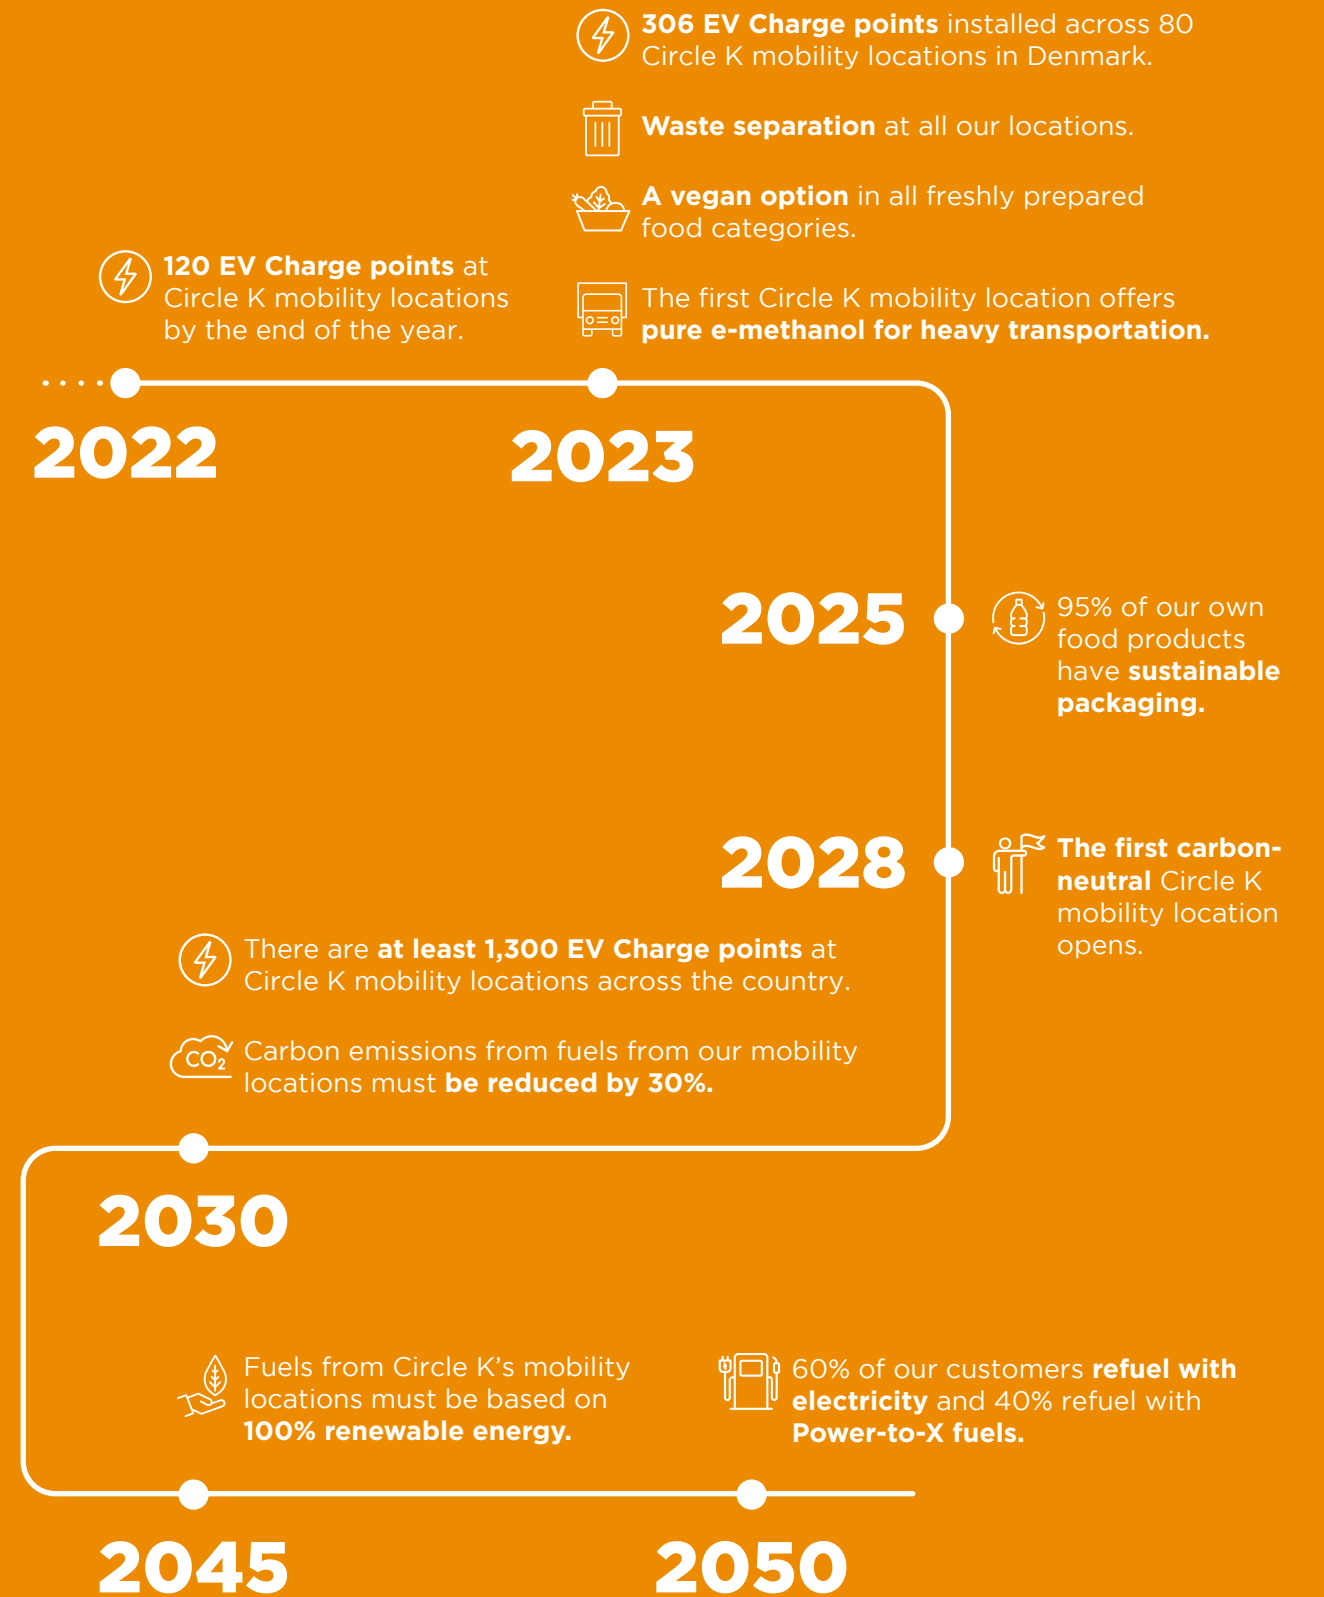 306 EV Charge points installed across 80
Circle K mobility locations in Denmark.
Waste separation at all our locations.
A vegan option in all freshly prepared
food categories.
The first Circle K mobility location offers
pure e-methanol for heavy transportation.
120 EV Charge points at
Circle K mobility locations
by the end of the year.
2022
2023
2025
95% of our own
food products
have sustainable
packaging.
2028
The first carbon-
neutral Circle K
mobility location
opens.
There are at least 1,300 EV Charge points at
Circle K mobility locations across the country.
CO2
Carbon emissions from fuels from our mobility
locations must be reduced by 30%.
2030
Fuels from Circle K’s mobility
locations must be based on
100% renewable energy.
60% of our customers refuel with
electricity and 40% refuel with
Power-to-X fuels.
2045
2050